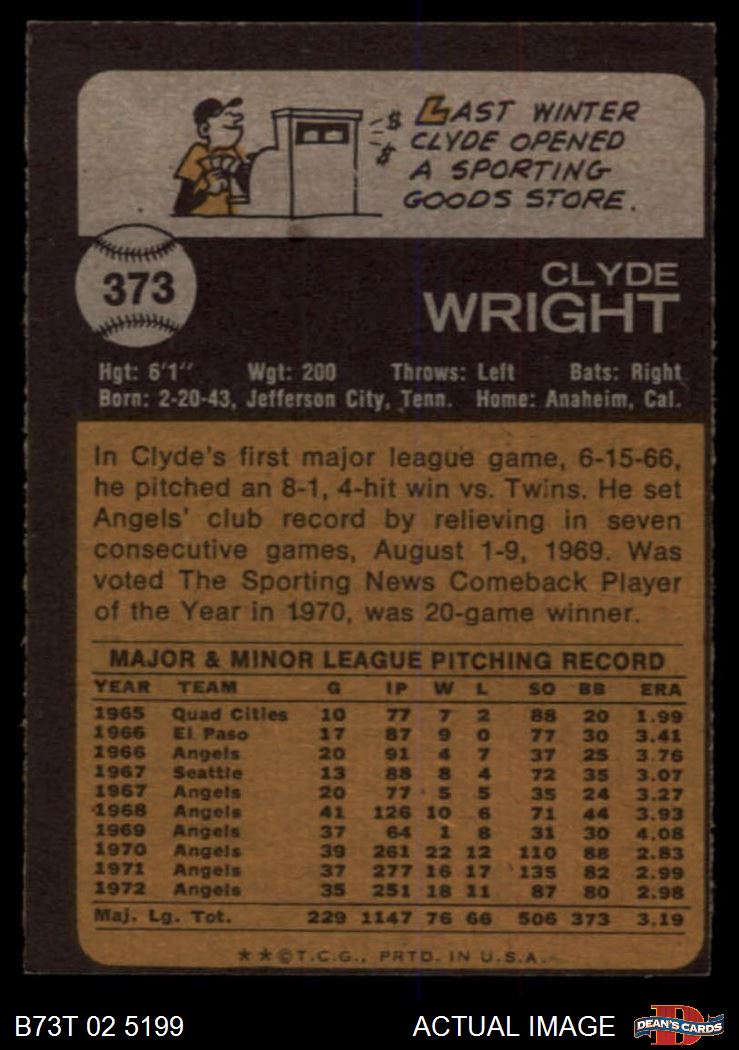 $ LAST WINTER
$ CLYDE OPENED
A SPORTING
GOODS STORE.
373
CLYDE
WRIGHT
Hgt: 6'1" Wgt: 200 Throws: Left Bats: Right
Born: 2-20-43, Jefferson City, Tenn. Home: Anaheim, Cal.
In Clyde's first major league game, 6-15-66,
he pitched an 8-1, 4-hit win vs. Twins. He set
Angels' club record by relieving in seven
consecutive games, August 1-9, 1969. Was
voted The Sporting News Comeback Player
of the Year in 1970, was 20-game winner.
MAJOR & MINOR LEAGUE PITCHING RECORD
YEAR TEAM G IP W L SO BB ERA
1965 Quad Cities 10 77 7 2 88 20 1.99
1966 El Paso 17 87 9 0 77 30 3.41
1966 Angels 20 91 4 7 37 25 3.76
1967 Seattle 13 88 8 4 72 35 3.07
1967 Angels 20 77 5 5 35 24 3.27
1968 Angels 41 126 10 6 71 44 3.93
1969 Angels 37 64 1 8 31 30 4.08
1970 Angels 39 261 22 12 110 88 2.83
1971 Angels 37 277 16 17 135 82 2.99
1972 Angels 35 251 18 11 87 80 2.98
Maj. Lg. Tot. 229 1147 76 66 506 373 3.19
**©T.C.G., PRTD. IN U.S.A.
B73T 02 5199 ACTUAL IMAGE
D
DEAN'S CARDS